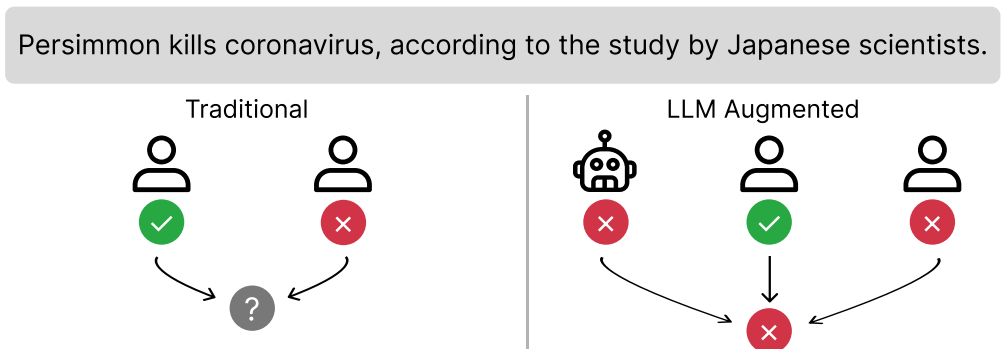 Persimmon kills coronavirus, according to the study by Japanese scientists.
Traditional
LLM Augmented
?